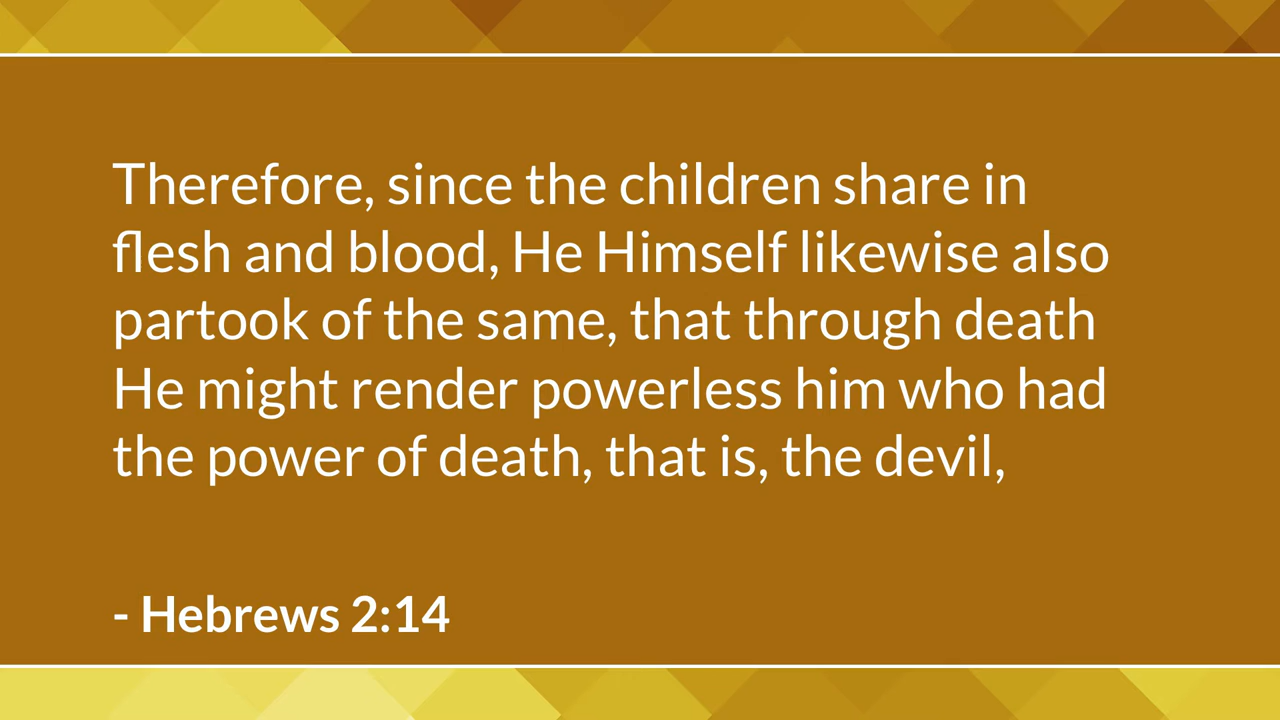 Therefore, since the children share in
flesh and blood, He Himself likewise also
partook of the same, that through death
He might render powerless him who had
the power of death, that is, the devil,
- Hebrews 2:14